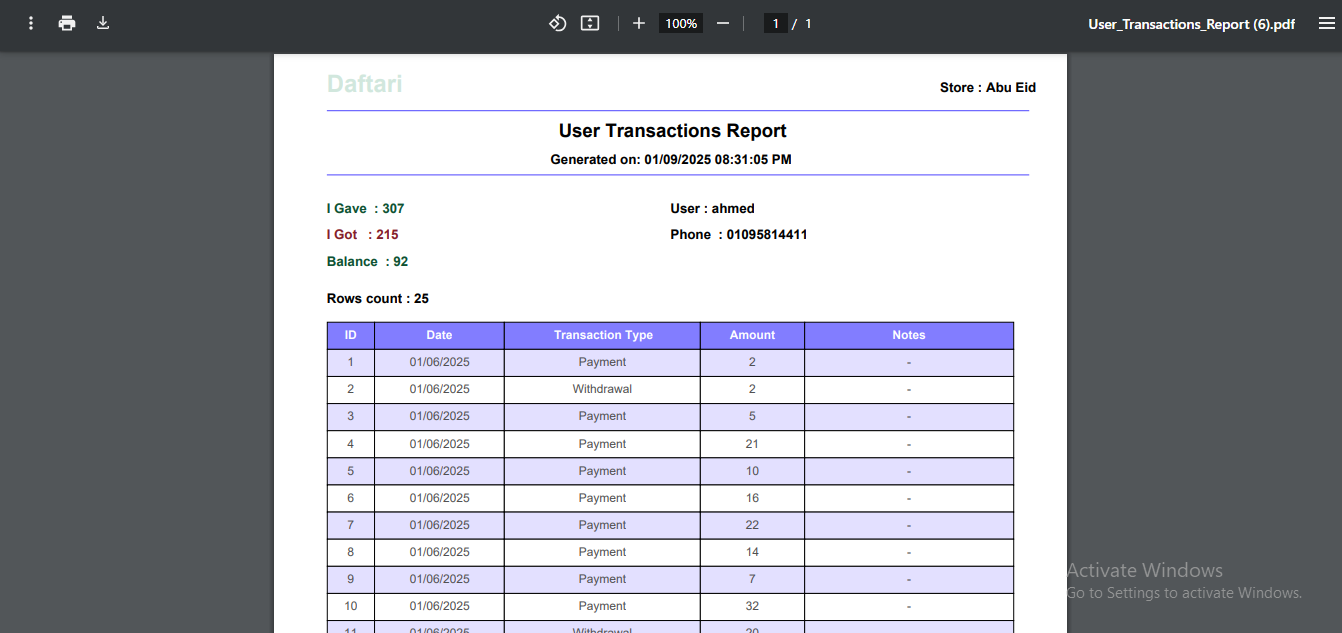 100%
1 / 1
User_Transactions_Report (6).pdf
Daftari
Store : Abu Eid
User Transactions Report
Generated on: 01/09/2025 08:31:05 PM
I Gave : 307
User : ahmed
I Got : 215
Phone : 01095814411
Balance : 92
Rows count : 25
ID Date Transaction Type Amount Notes
1 01/06/2025 Payment 2 -
2 01/06/2025 Withdrawal 2 -
3 01/06/2025 Payment 5 -
4 01/06/2025 Payment 21 -
5 01/06/2025 Payment 10 -
6 01/06/2025 Payment 16 -
7 01/06/2025 Payment 22 -
8 01/06/2025 Payment 14 -
9 01/06/2025 Payment 7 -
10 01/06/2025 Payment 32 -
11 01/06/2025 Withdrawal 20
Activate Windows
Go to Settings to activate Windows.